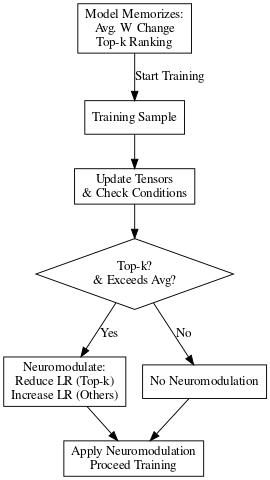 Model Memorizes:
Avg. W Change
Top-k Ranking
Start Training
Training Sample
Update Tensors
& Check Conditions
Top-k?
& Exceeds Avg?
Yes
No
Neuromodulate:
Reduce LR (Top-k)
Increase LR (Others)
No Neuromodulation
Apply Neuromodulation
Proceed Training